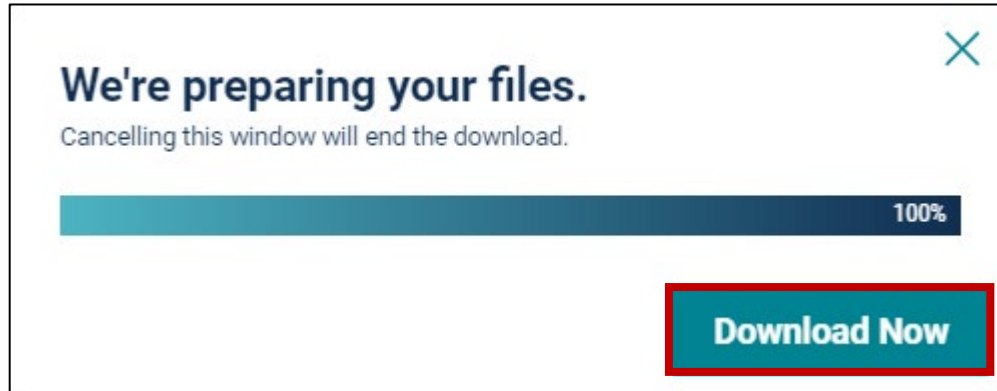 We're preparing your files.
Cancelling this window will end the download.
100%
Download Now